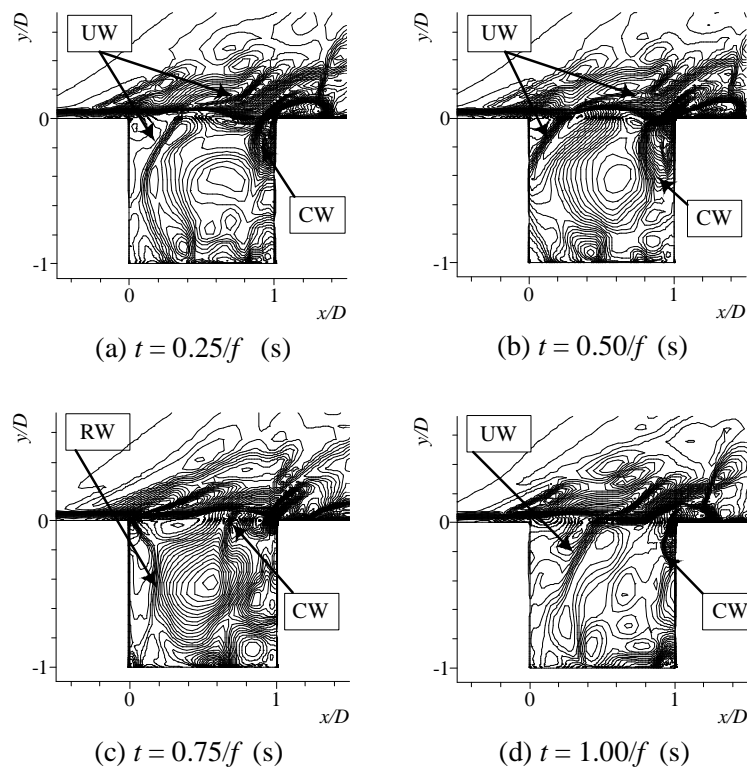 y/D
UW
0
CW
-1
0
1
x/D
(a) t = 0.25/f (s)
y/D
UW
0
CW
-1
0
1
x/D
(b) t = 0.50/f (s)
y/D
RW
0
CW
-1
0
1
x/D
(c) t = 0.75/f (s)
y/D
UW
0
CW
-1
0
1
x/D
(d) t = 1.00/f (s)